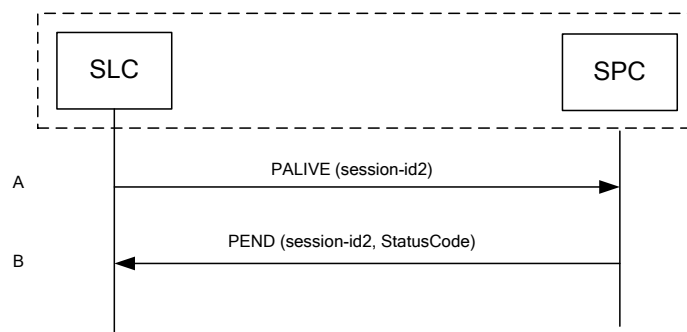 SLC
SPC
A
PALIVE (session-id2)
B
PEND (session-id2, StatusCode)